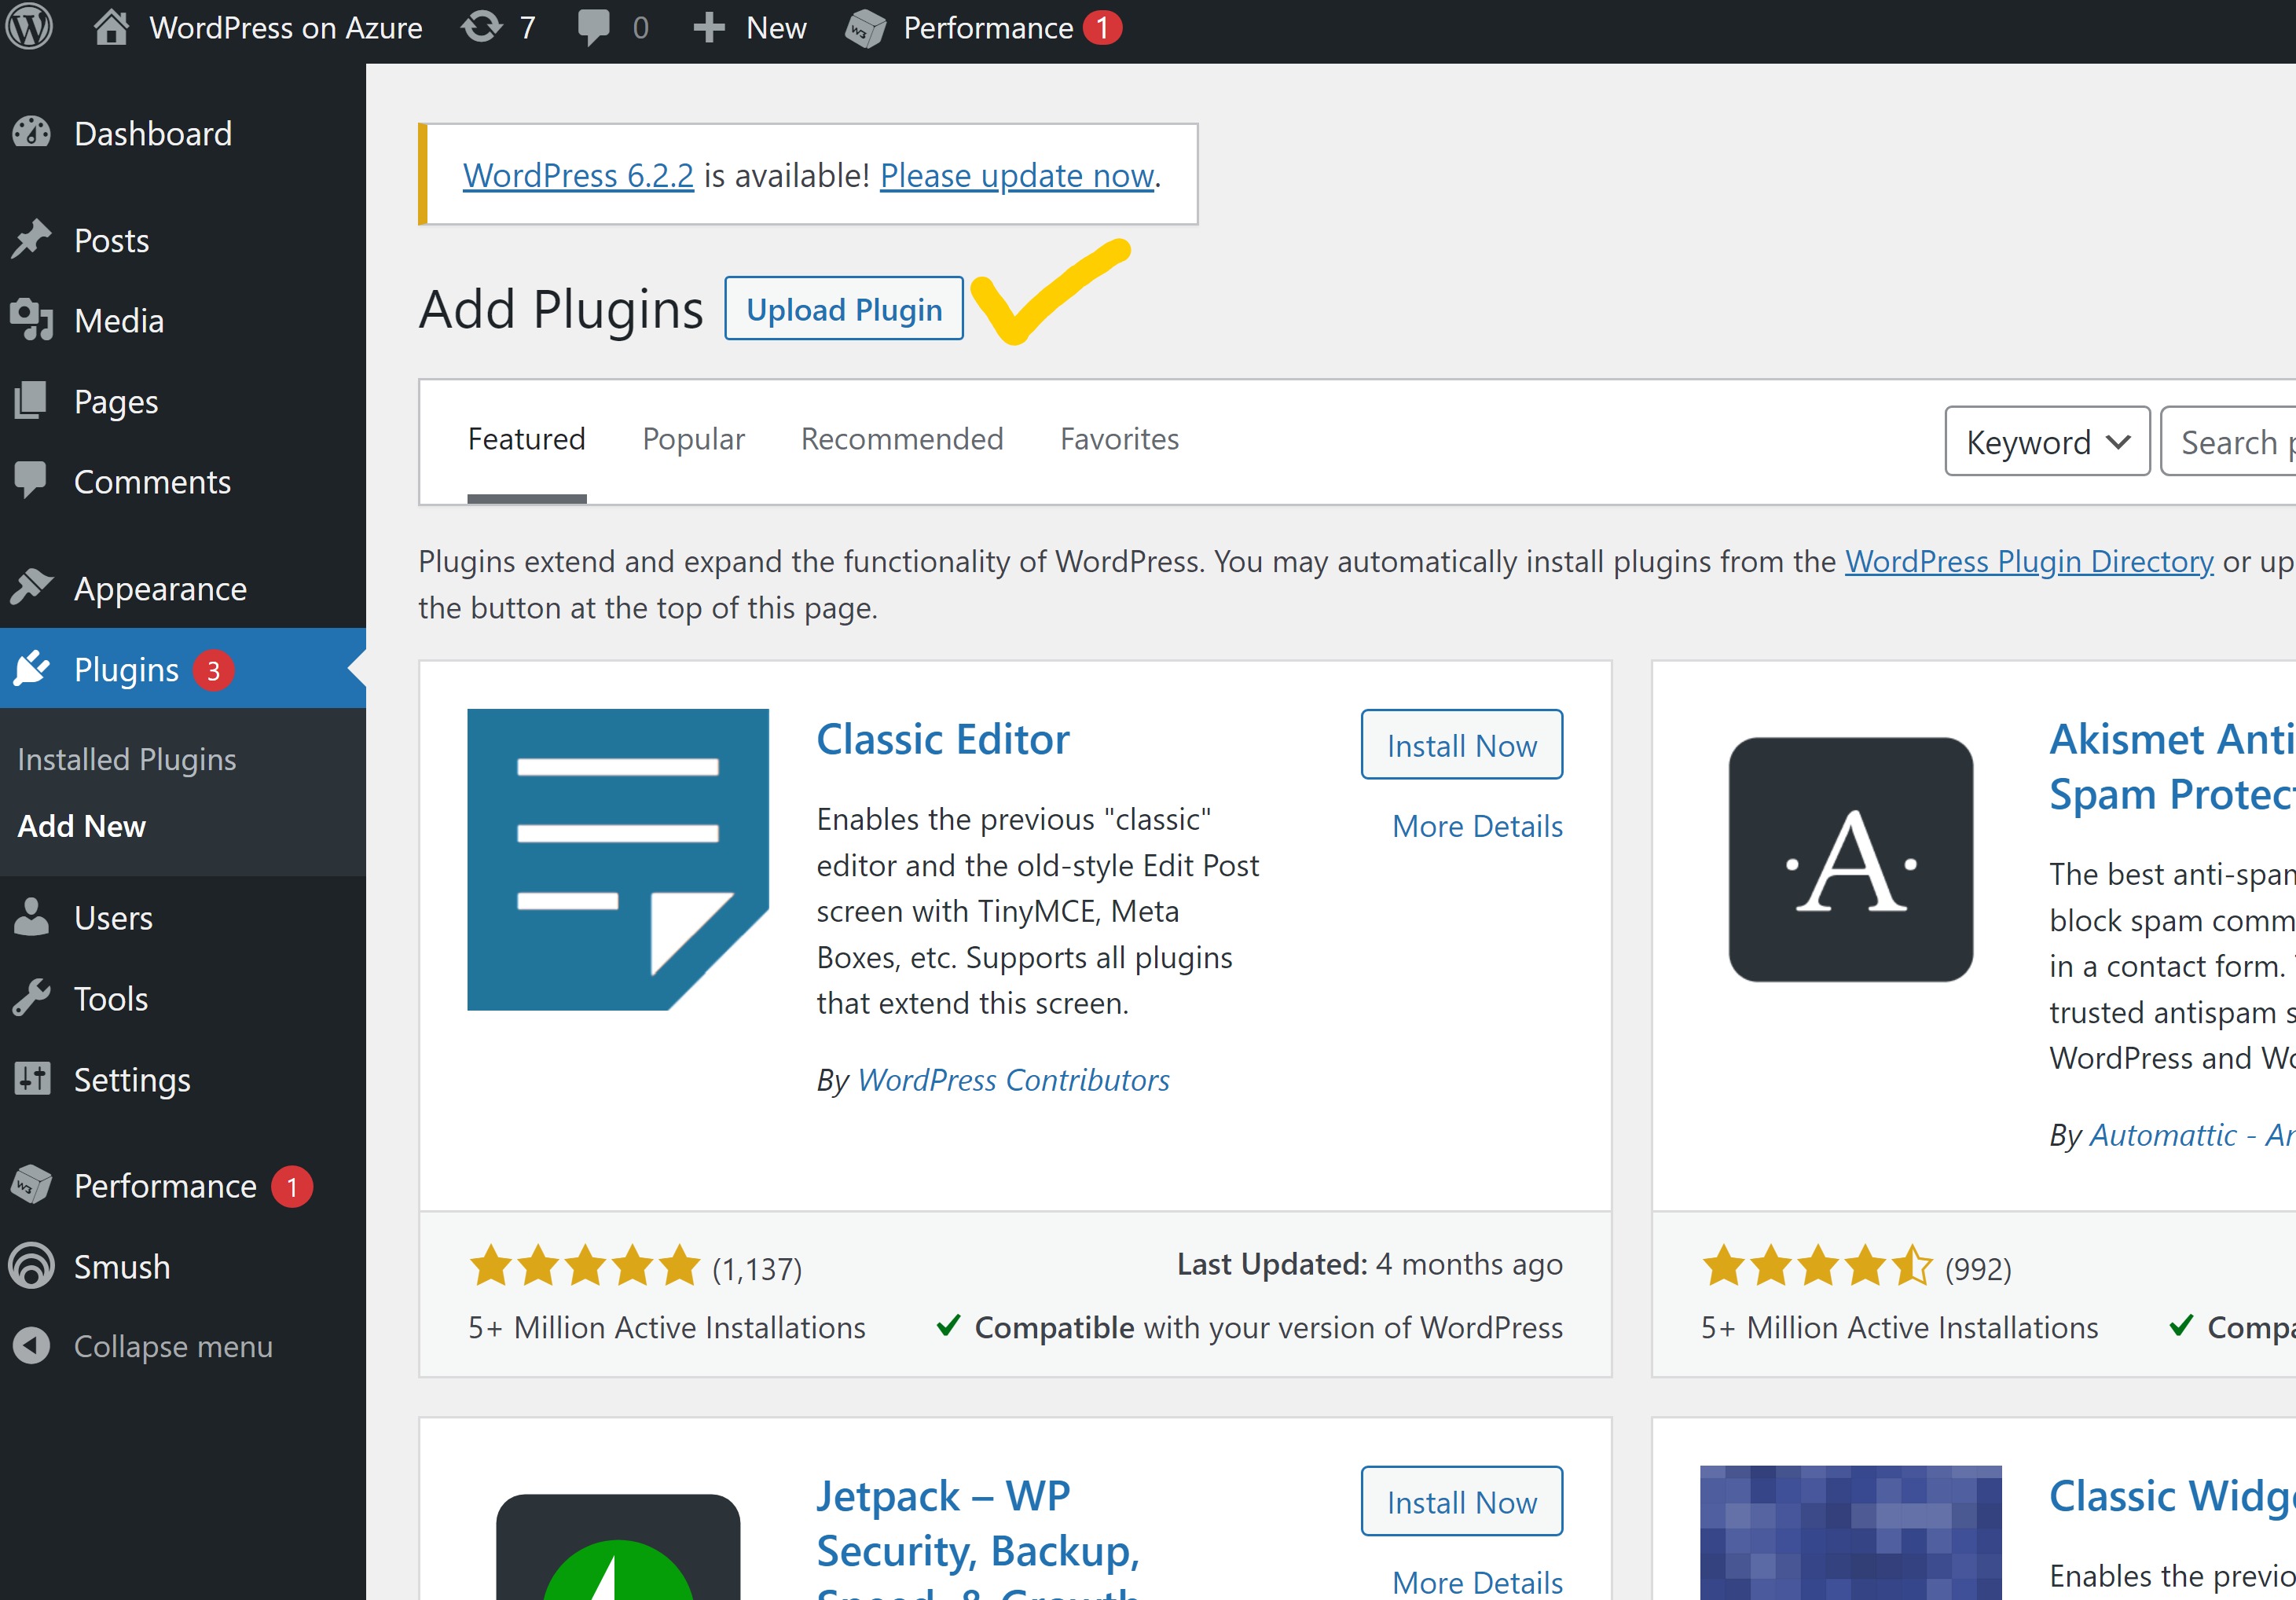 WordPress on Azure 7 0 New Performance 1
Dashboard
Posts
Media
Pages
Comments
Appearance
Plugins 3
Installed Plugins
Add New
Users
Tools
Settings
Performance 1
Smush
Collapse menu
WordPress 6.2.2 is available! Please update now.
Add Plugins Upload Plugin
Featured Popular Recommended Favorites Keyword Search
Plugins extend and expand the functionality of WordPress. You may automatically install plugins from the WordPress Plugin Directory or up
the button at the top of this page.
Classic Editor
Install Now
More Details
Enables the previous "classic"
editor and the old-style Edit Post
screen with TinyMCE, Meta
Boxes, etc. Supports all plugins
that extend this screen.
By WordPress Contributors
(1,137)
Last Updated: 4 months ago
5+ Million Active Installations
Compatible with your version of WordPress
A
Akismet Anti
Spam Protec
The best anti-spam
block spam comm
in a contact form.
trusted antispam s
WordPress and Wo
By Automattic - An
(992)
5+ Million Active Installations
Compa
Jetpack – WP
Security, Backup,
Speed, & Growth
Install Now
More Details
Classic Widge
Enables the previo